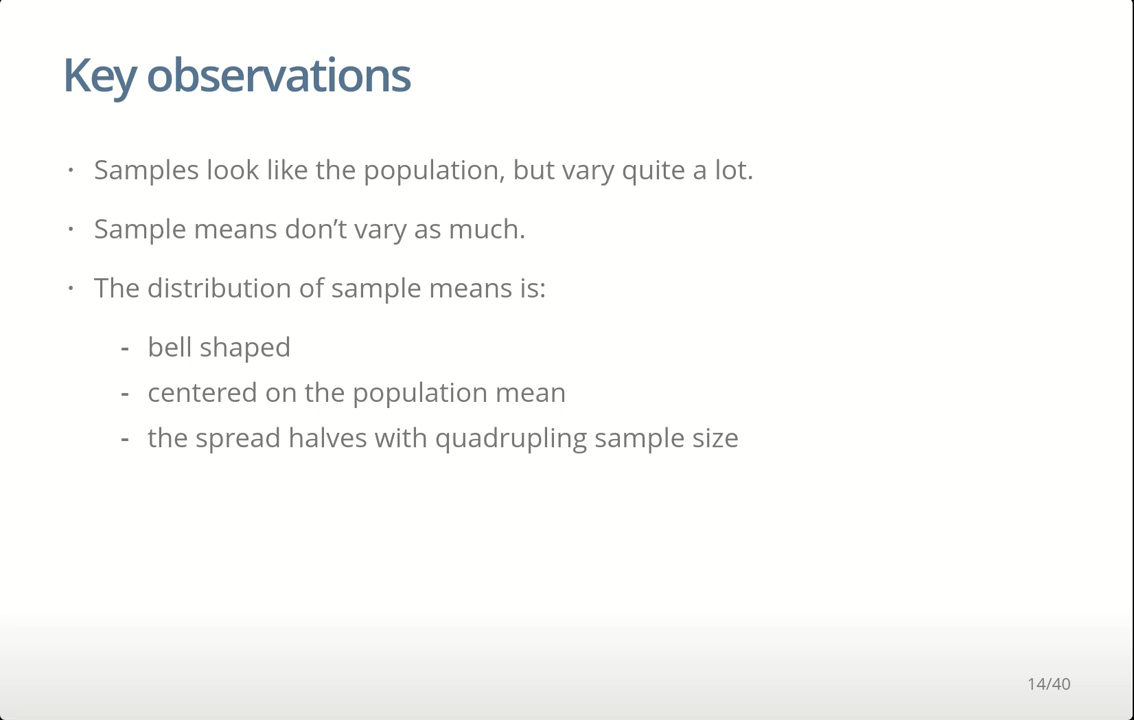 Key observations
· Samples look like the population, but vary quite a lot.
· Sample means don’t vary as much.
· The distribution of sample means is:
- bell shaped
- centered on the population mean
- the spread halves with quadrupling sample size
14/40